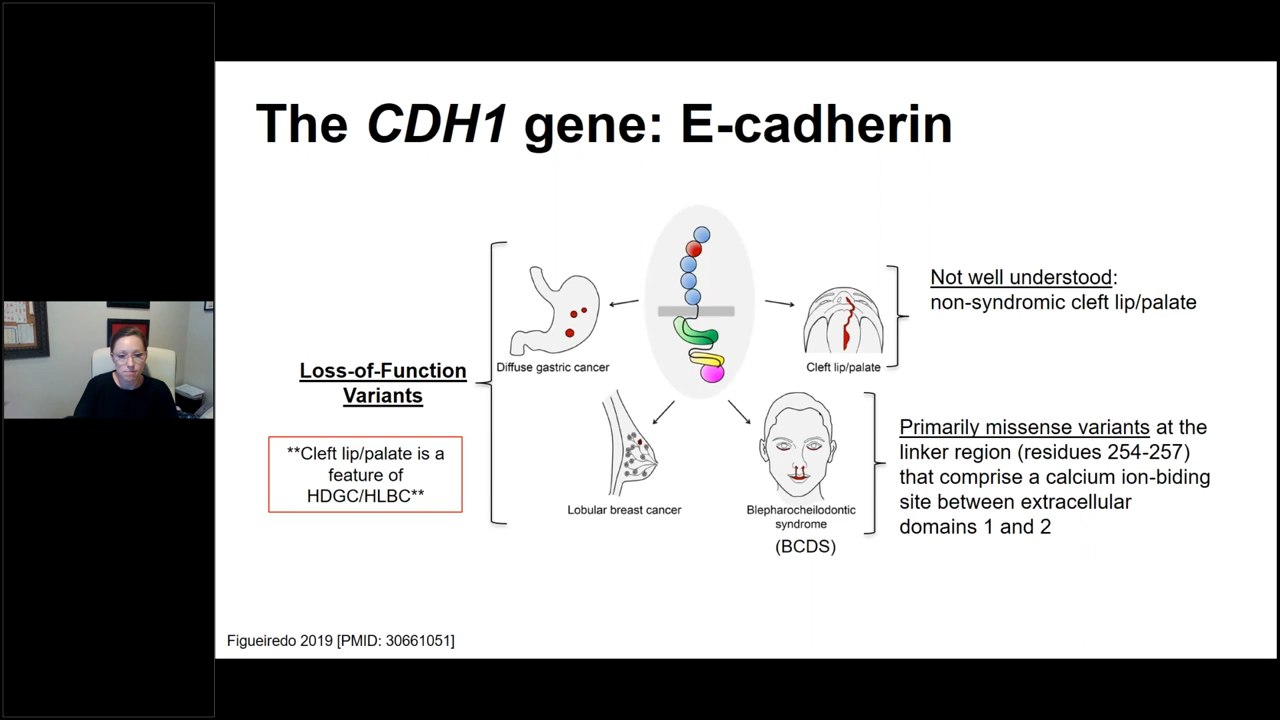 The CDH1 gene: E-cadherin
Loss-of-Function
Variants
**Cleft lip/palate is a
feature of
HDGC/HLBC**
Diffuse gastric cancer
Lobular breast cancer
Cleft lip/palate
Blepharocheilodontic
syndrome
(BCDS)
Not well understood:
non-syndromic cleft lip/palate
Primarily missense variants at the
linker region (residues 254-257)
that comprise a calcium ion-biding
site between extracellular
domains 1 and 2
Figueiredo 2019 [PMID: 30661051]